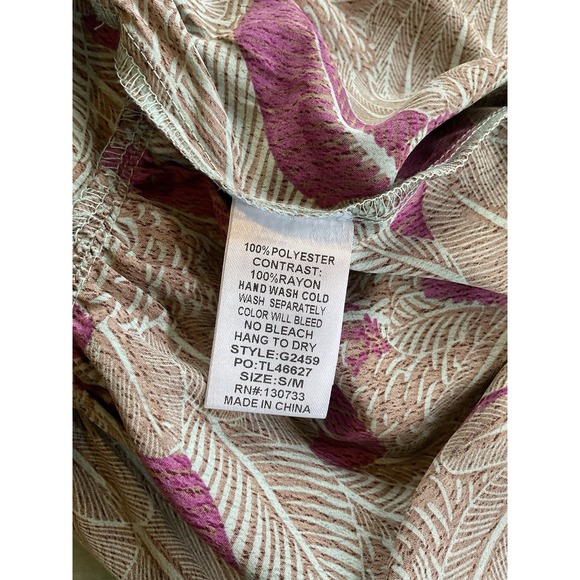 100%POLYESTER
CONTRAST:
100%RAYON
HAND WASH COLD
WASH SEPARATELY
COLOR WILL BLEED
NO BLEACH
HANG TO DRY
STYLE:G2459
PO:TL46627
SIZE:S/M
RN#:130733
MADE IN CHINA